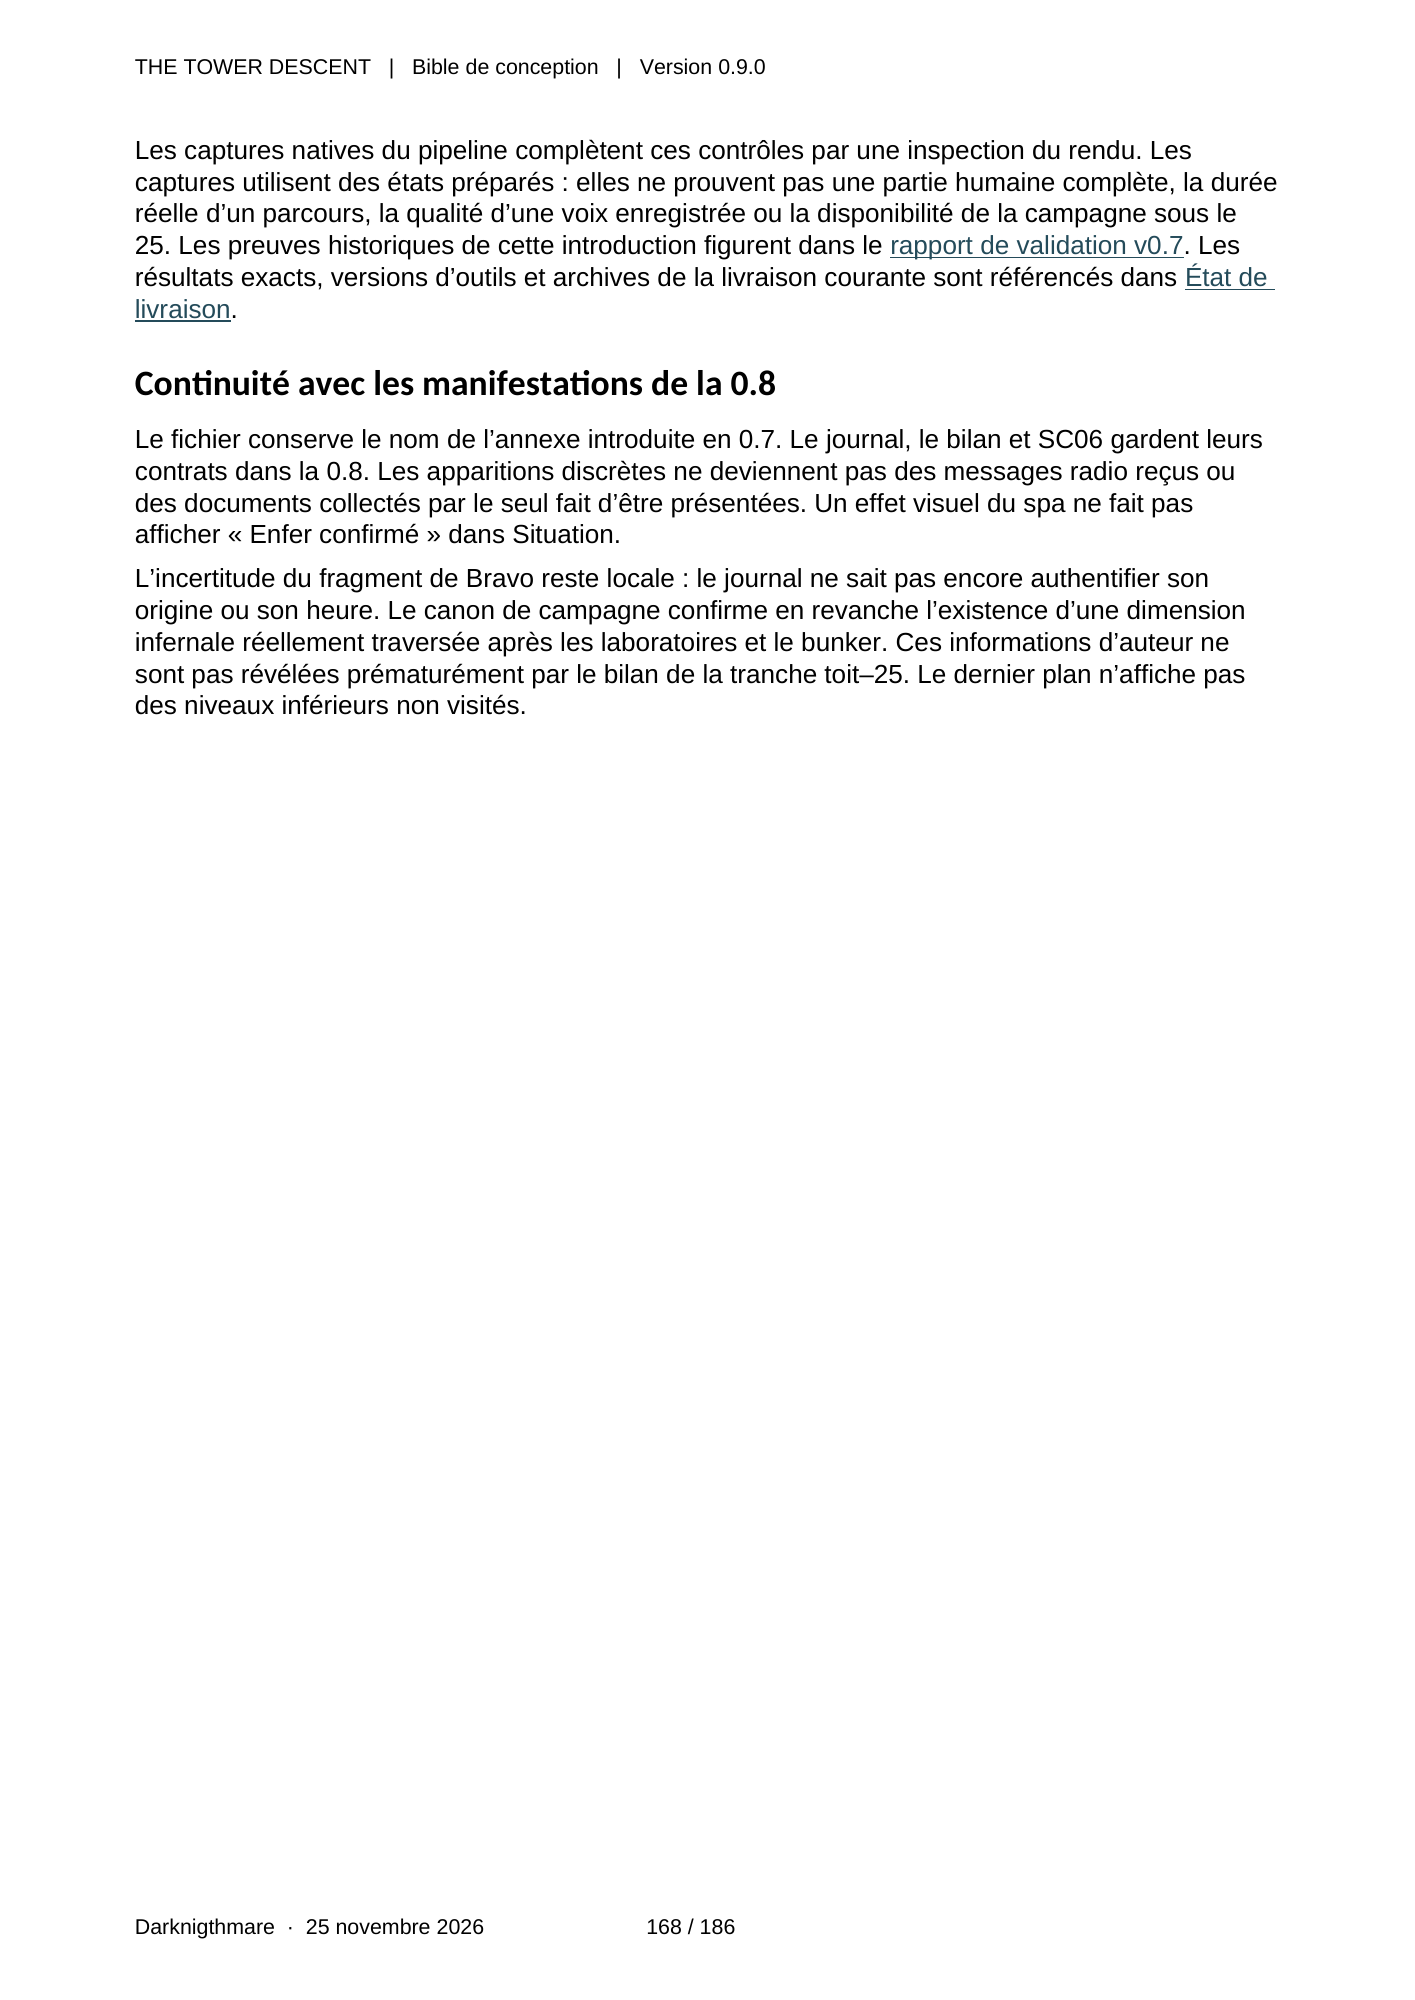 THE TOWER DESCENT | Bible de conception | Version 0.9.0
Les captures natives du pipeline complètent ces contrôles par une inspection du rendu. Les
captures utilisent des états préparés : elles ne prouvent pas une partie humaine complète, la durée
réelle d’un parcours, la qualité d’une voix enregistrée ou la disponibilité de la campagne sous le
25. Les preuves historiques de cette introduction figurent dans le rapport de validation v0.7. Les
résultats exacts, versions d’outils et archives de la livraison courante sont référencés dans État de
livraison.
Continuité avec les manifestations de la 0.8
Le fichier conserve le nom de l’annexe introduite en 0.7. Le journal, le bilan et SC06 gardent leurs
contrats dans la 0.8. Les apparitions discrètes ne deviennent pas des messages radio reçus ou
des documents collectés par le seul fait d’être présentées. Un effet visuel du spa ne fait pas
afficher « Enfer confirmé » dans Situation.
L’incertitude du fragment de Bravo reste locale : le journal ne sait pas encore authentifier son
origine ou son heure. Le canon de campagne confirme en revanche l’existence d’une dimension
infernale réellement traversée après les laboratoires et le bunker. Ces informations d’auteur ne
sont pas révélées prématurément par le bilan de la tranche toit–25. Le dernier plan n’affiche pas
des niveaux inférieurs non visités.
Darknigthmare · 25 novembre 2026 168 / 186